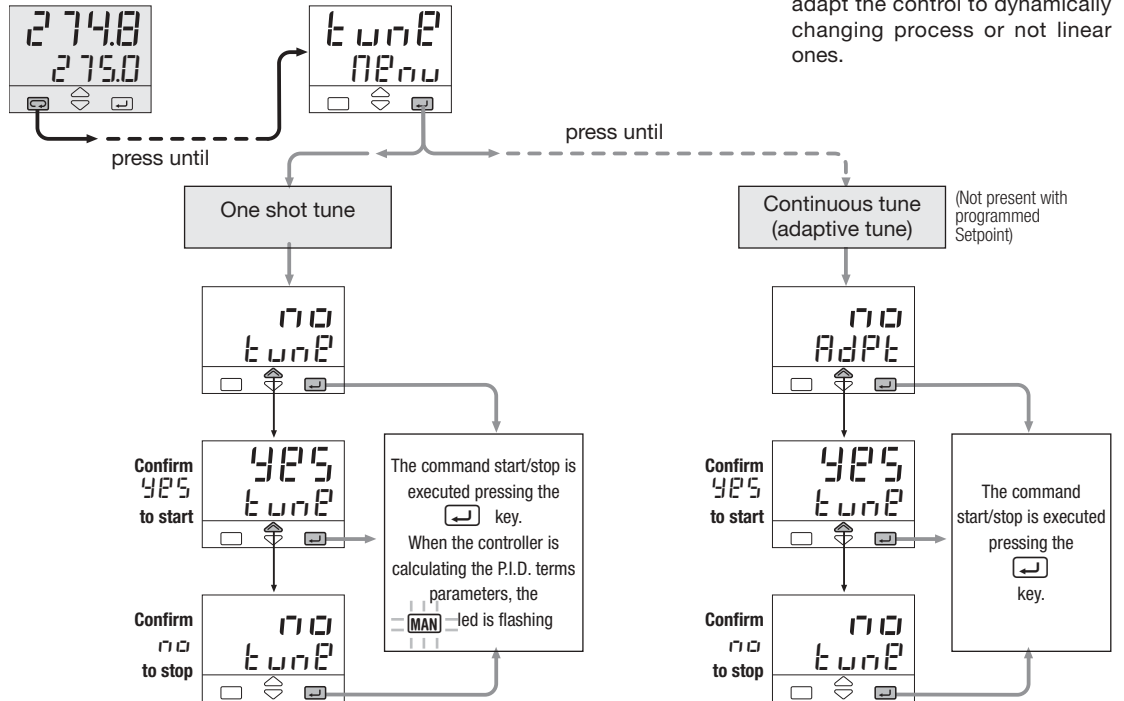 adapt the control to dynamically
changing process or not linear
ones.
274.8
275.0
tunE
MEnu
press until
press until
One shot tune
Continuous tune
(adaptive tune)
(Not present with
programmed
Setpoint)
no
tunE
Confirm
YES
to start
YES
tunE
The command start/stop is
executed pressing the
key.
When the controller is
calculating the P.I.D. terms
parameters, the
MAN led is flashing
Confirm
no
to stop
no
tunE
no
AdPt
Confirm
YES
to start
YES
tunE
The command
start/stop is executed
pressing the
key.
Confirm
no
to stop
no
tunE